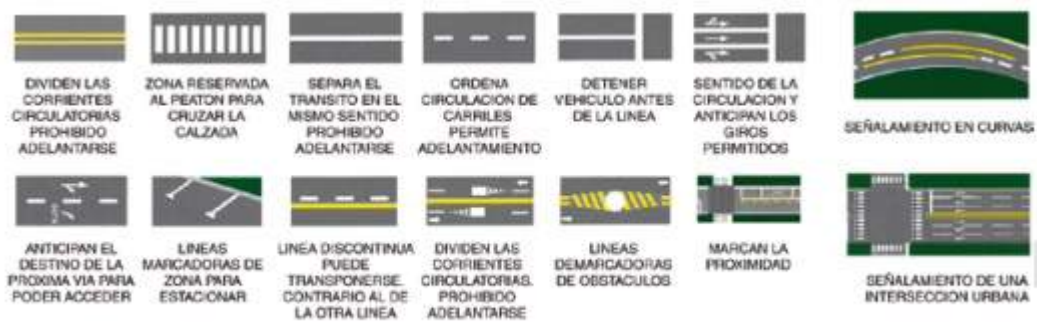 DIVIDEN LAS
CORRIENTES
CIRCULATORIAS
PROHIBIDO
ADELANTARSE
ZONA RESERVADA
AL PEATON PARA
CRUZAR LA
CALZADA
SEPARA EL
TRANSITO EN EL
MISMO SENTIDO
PROHIBIDO
ADELANTARSE
ORDENA
CIRCULACION DE
CARRILES
PERMITE
ADELANTAMIENTO
DETENER
VEHICULO ANTES
DE LA LINEA
SENTIDO DE LA
CIRCULACION Y
ANTICIPAN LOS
GIROS
PERMITIDOS
SEÑALAMIENTO EN CURVAS
ANTICIPAN EL
DESTINO DE LA
PROXIMA VIA PARA
PODER ACCEDER
LINEAS
MARCADORAS DE
ZONA PARA
ESTACIONAR
LINEA DISCONTINUA
PUEDE
TRANSPONERSE.
CONTRARIO AL DE
LA OTRA LINEA
DIVIDEN LAS
CORRIENTES
CIRCULATORIAS.
PROHIBIDO
ADELANTARSE
LINEAS
DEMARCADORAS
DE OBSTACULOS
MARCAN LA
PROXIMIDAD
SEÑALAMIENTO DE UNA
INTERSECCION URBANA